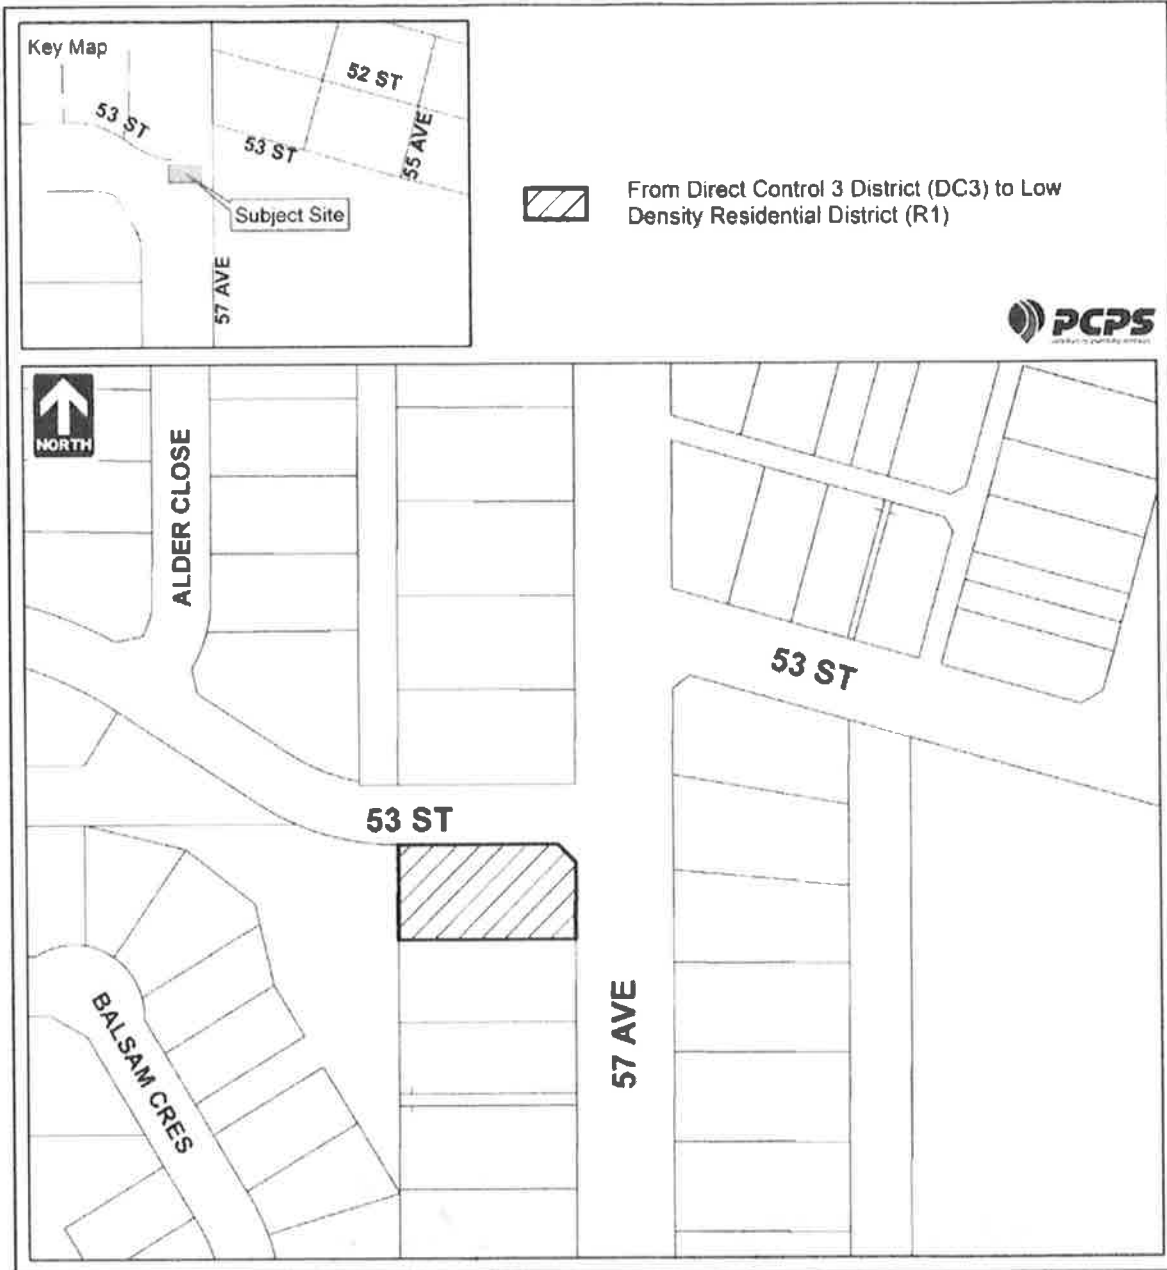 Key Map
52 ST
53 ST
53 ST
55 AVE
Subject Site
57 AVE
From Direct Control 3 District (DC3) to Low
Density Residential District (R1)
PCPS
NORTH
ALDER CLOSE
53 ST
53 ST
57 AVE
BALSAM CRES